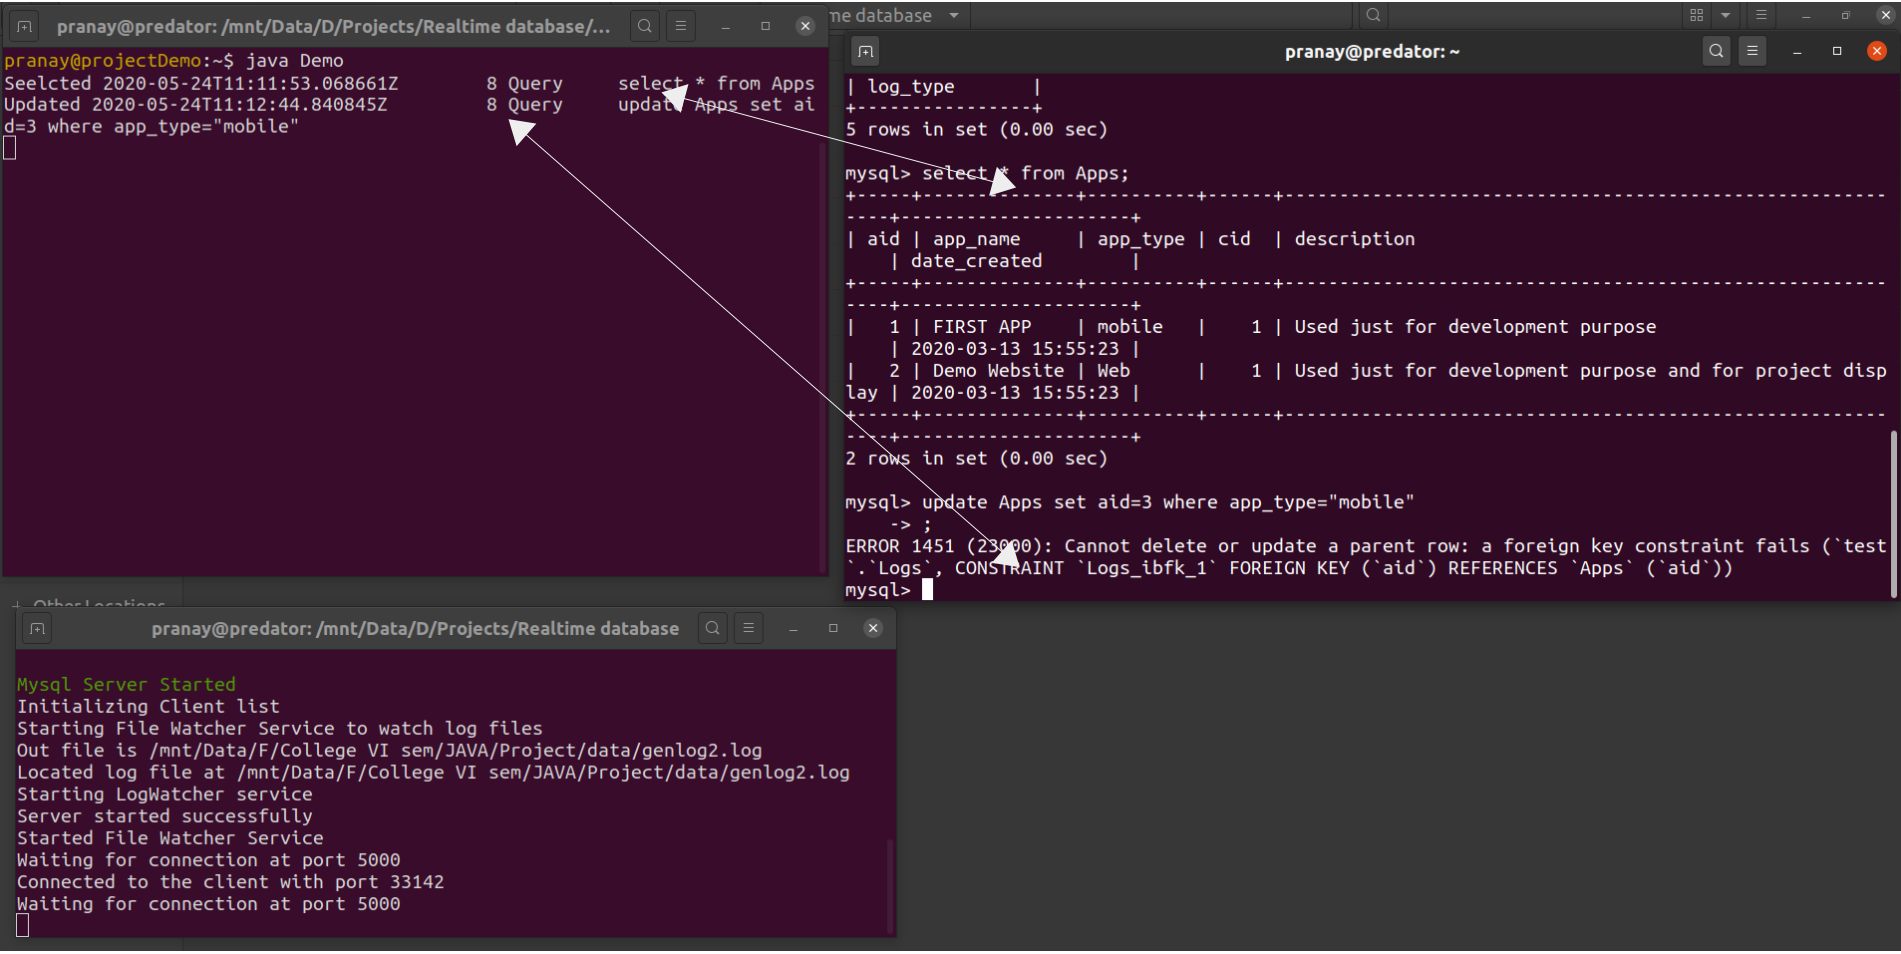 pranay@predator: /mnt/Data/D/Projects/Realtime database/...
pranay@projectDemo:~$ java Demo
Seelcted 2020-05-24T11:11:53.068661Z        8 Query     select * from Apps
Updated 2020-05-24T11:12:44.840845Z         8 Query     update Apps set ai
d=3 where app_type="mobile"
me database
pranay@predator: ~
| log_type       |
+----------------+
5 rows in set (0.00 sec)
mysql> select * from Apps;
+-----+--------------+----------+------+-------------------------------------------------------
----+---------------------+
| aid | app_name     | app_type | cid  | description
    | date_created        |
+-----+--------------+----------+------+-------------------------------------------------------
----+---------------------+
|   1 | FIRST APP    | mobile   |    1 | Used just for development purpose
    | 2020-03-13 15:55:23 |
|   2 | Demo Website | Web      |    1 | Used just for development purpose and for project disp
lay | 2020-03-13 15:55:23 |
+-----+--------------+----------+------+-------------------------------------------------------
----+---------------------+
2 rows in set (0.00 sec)
mysql> update Apps set aid=3 where app_type="mobile"
    -> ;
ERROR 1451 (23000): Cannot delete or update a parent row: a foreign key constraint fails (`test
`.`Logs`, CONSTRAINT `Logs_ibfk_1` FOREIGN KEY (`aid`) REFERENCES `Apps` (`aid`))
mysql>
+ Other Locations
pranay@predator: /mnt/Data/D/Projects/Realtime database
Mysql Server Started
Initializing Client list
Starting File Watcher Service to watch log files
Out file is /mnt/Data/F/College VI sem/JAVA/Project/data/genlog2.log
Located log file at /mnt/Data/F/College VI sem/JAVA/Project/data/genlog2.log
Starting LogWatcher service
Server started successfully
Started File Watcher Service
Waiting for connection at port 5000
Connected to the client with port 33142
Waiting for connection at port 5000